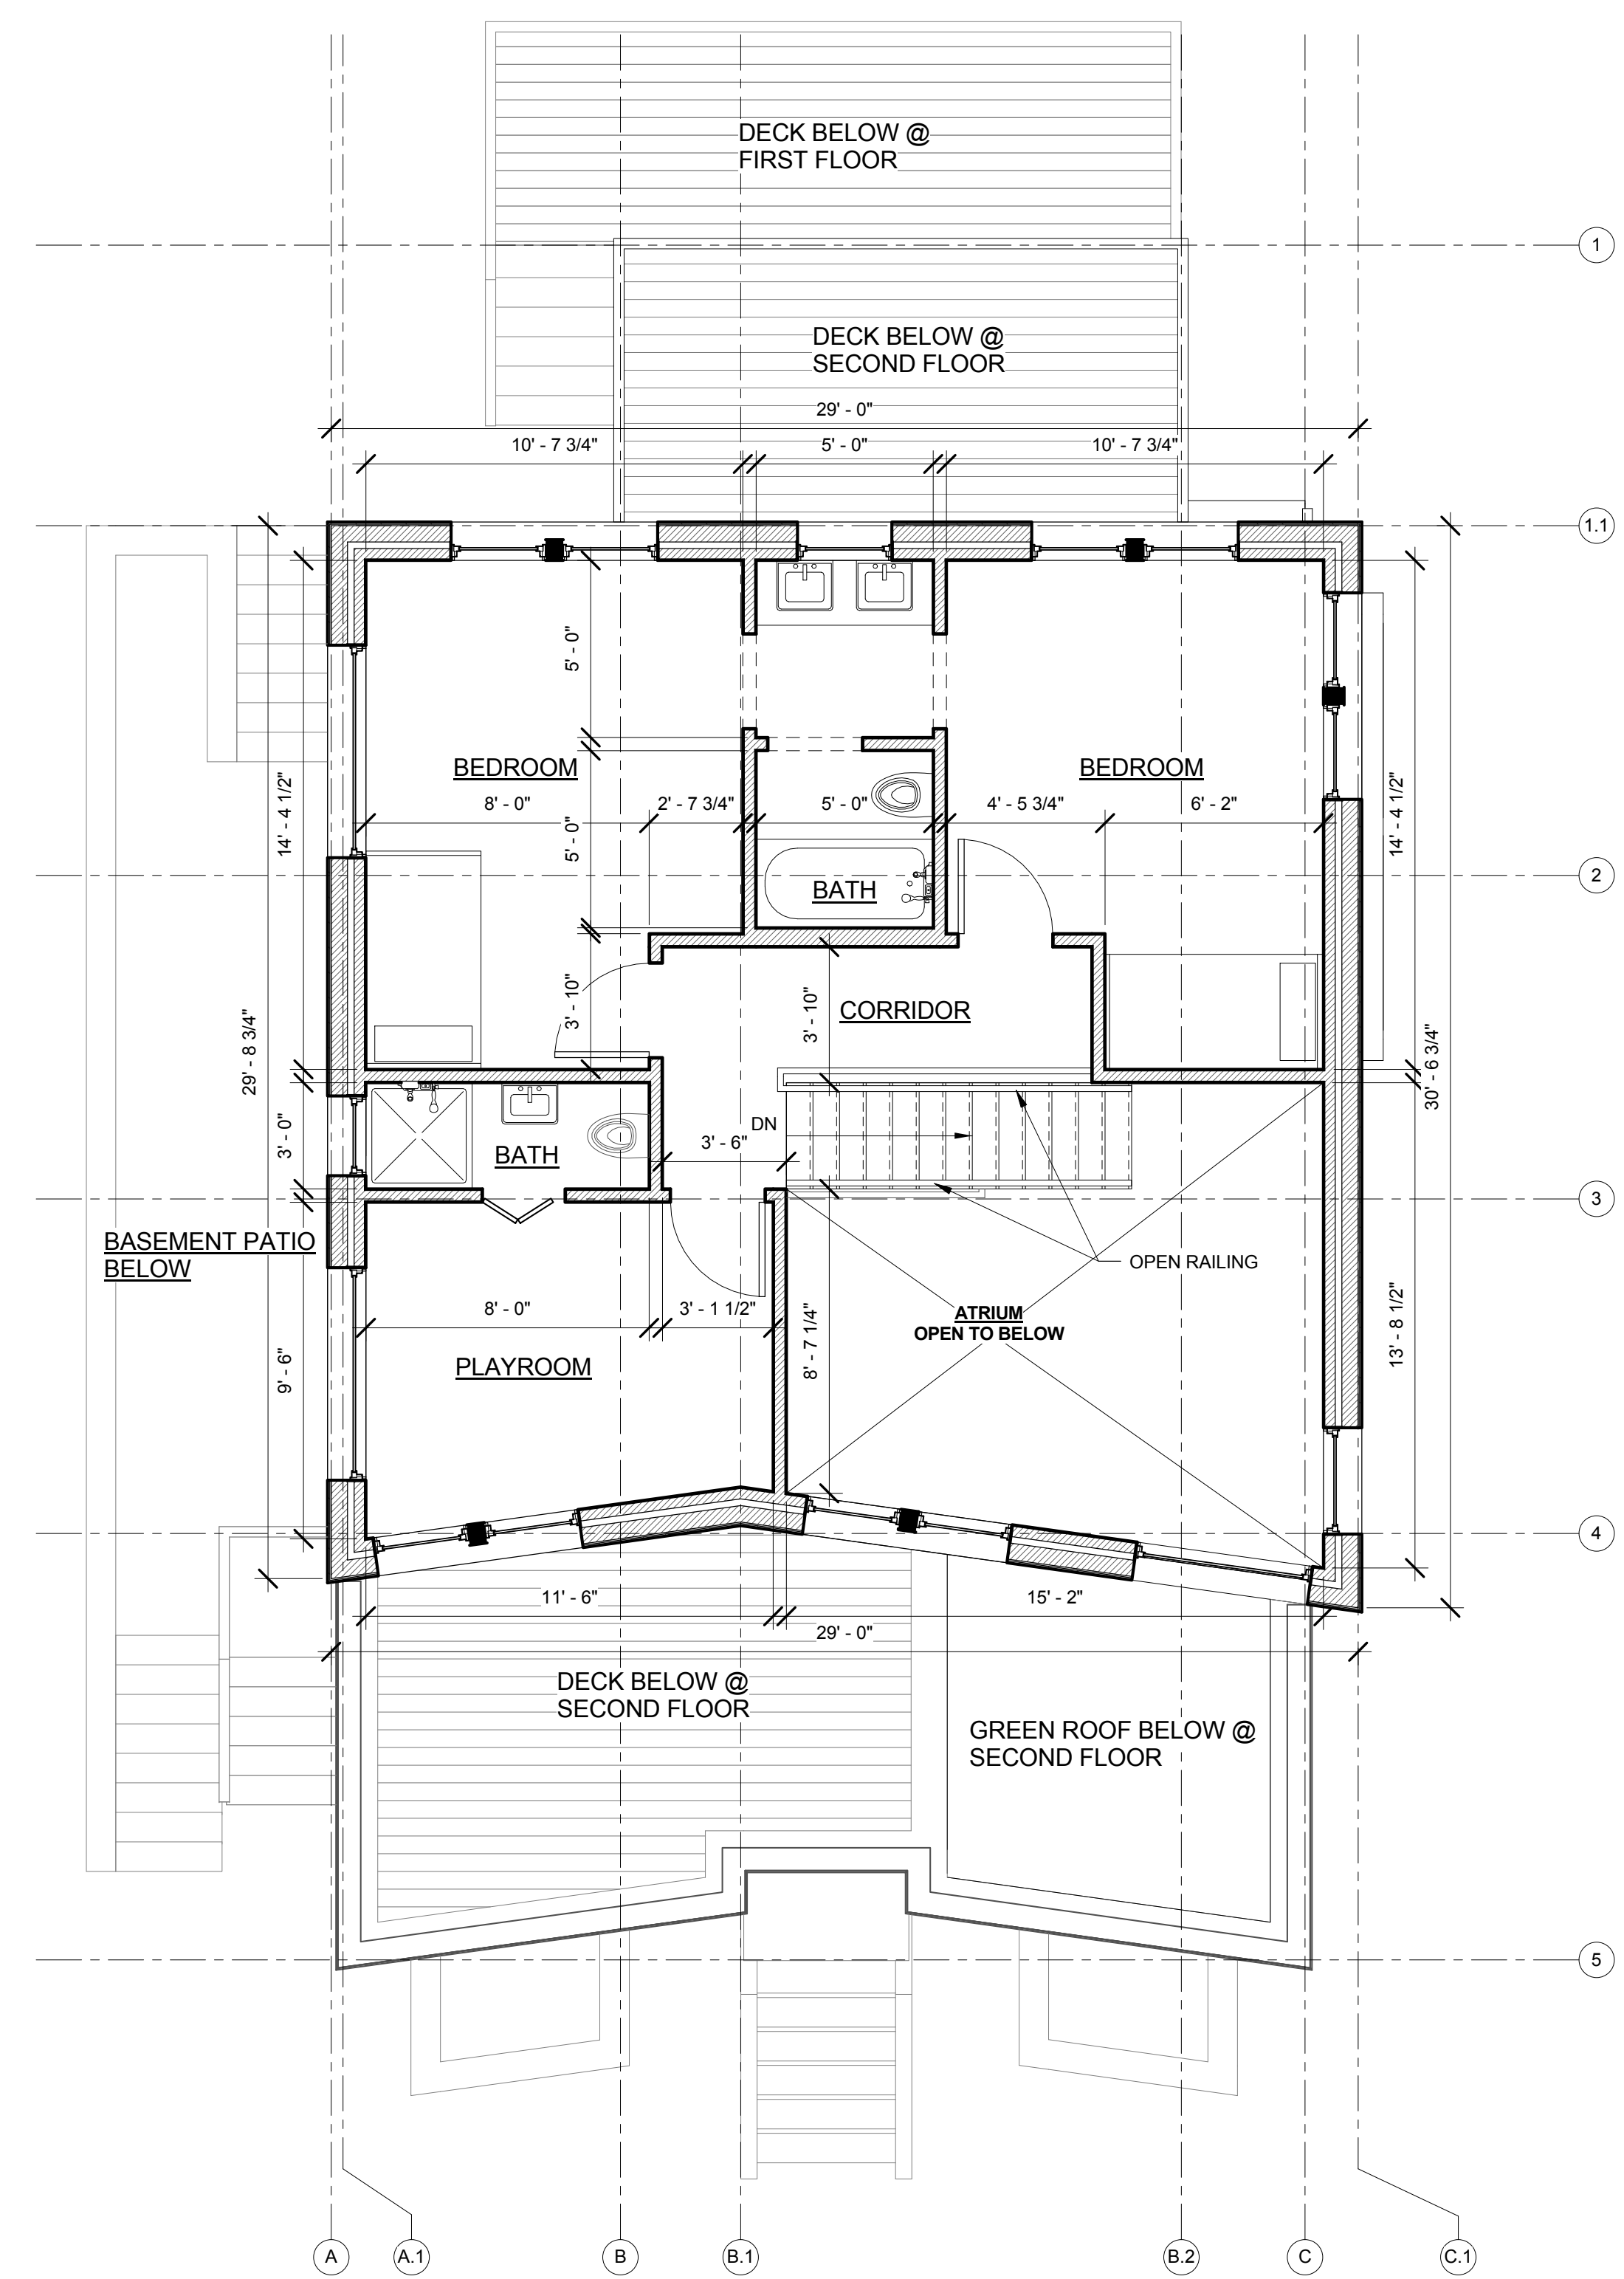 DECK BELOW @
FIRST FLOOR
1
DECK BELOW @
SECOND FLOOR
29' - 0"
10' - 7 3/4"
5' - 0"
10' - 7 3/4"
1.1
5' - 0"
BEDROOM
BEDROOM
8' - 0"
2' - 7 3/4"
5' - 0"
4' - 5 3/4"
6' - 2"
14' - 4 1/2"
5' - 0"
14' - 4 1/2"
BATH
2
3' - 10"
3' - 10"
CORRIDOR
29' - 8 3/4"
30' - 6 3/4"
3' - 0"
BATH
DN
3' - 6"
3
BASEMENT PATIO
BELOW
OPEN RAILING
8' - 0"
3' - 1 1/2"
8' - 7 1/4"
ATRIUM
OPEN TO BELOW
13' - 8 1/2"
9' - 6"
PLAYROOM
4
11' - 6"
15' - 2"
29' - 0"
DECK BELOW @
SECOND FLOOR
GREEN ROOF BELOW @
SECOND FLOOR
5
A
A.1
B
B.1
B.2
C
C.1